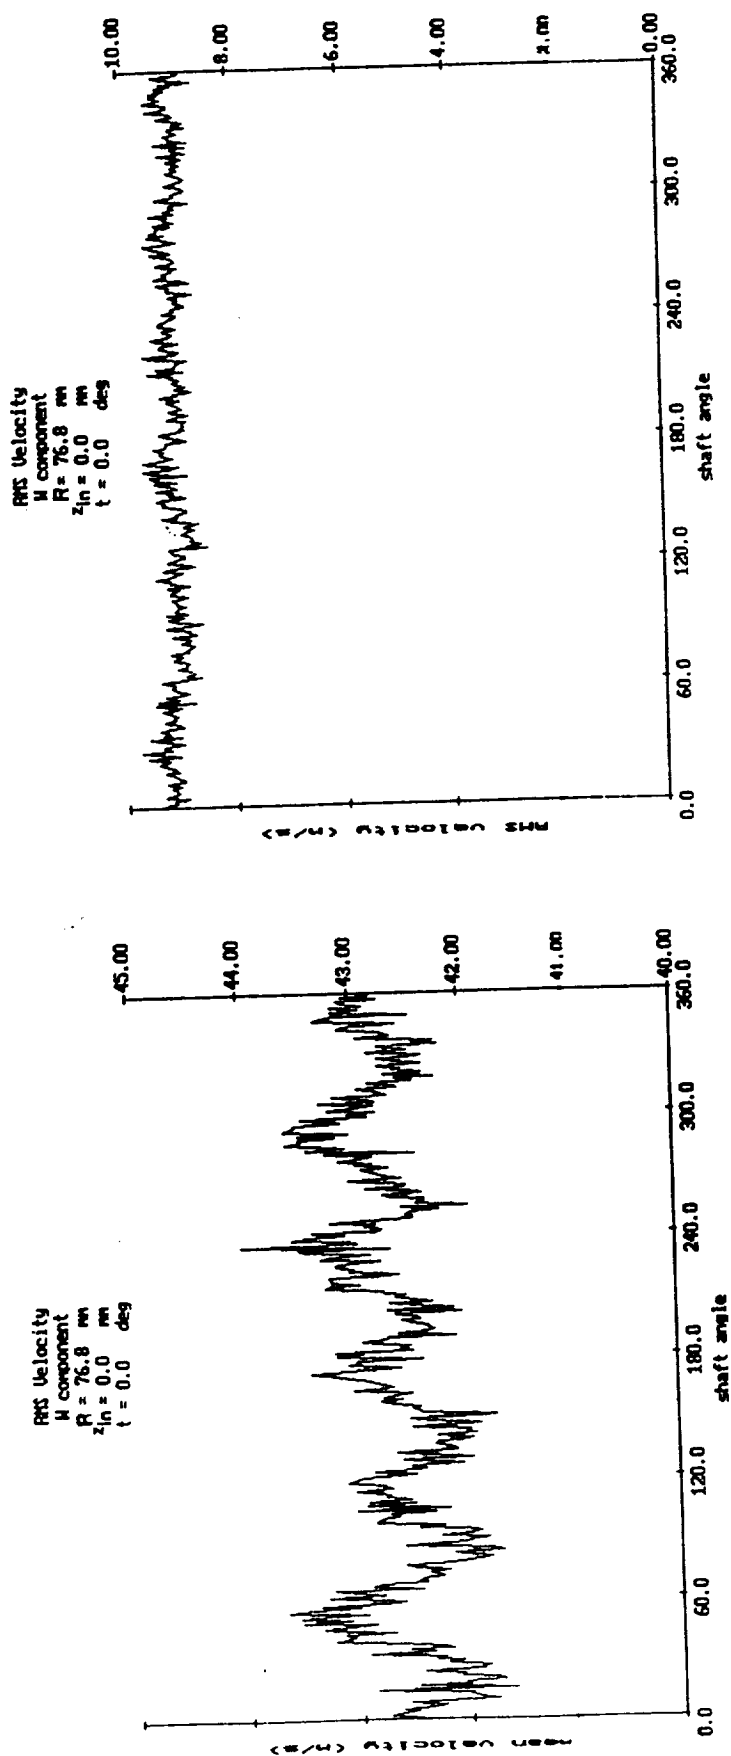 RMS Velocity
W component
R = 76.8 mm
zin = 0.0 mm
t = 0.0 deg
45.00
44.00
43.00
42.00
41.00
40.00
mean velocity (m/s)
0.0 60.0 120.0 180.0 240.0 300.0 360.0
shaft angle
RMS Velocity
W component
R = 76.8 mm
zin = 0.0 mm
t = 0.0 deg
10.00
8.00
6.00
4.00
2.00
0.00
RMS velocity (m/s)
0.0 60.0 120.0 180.0 240.0 300.0 360.0
shaft angle